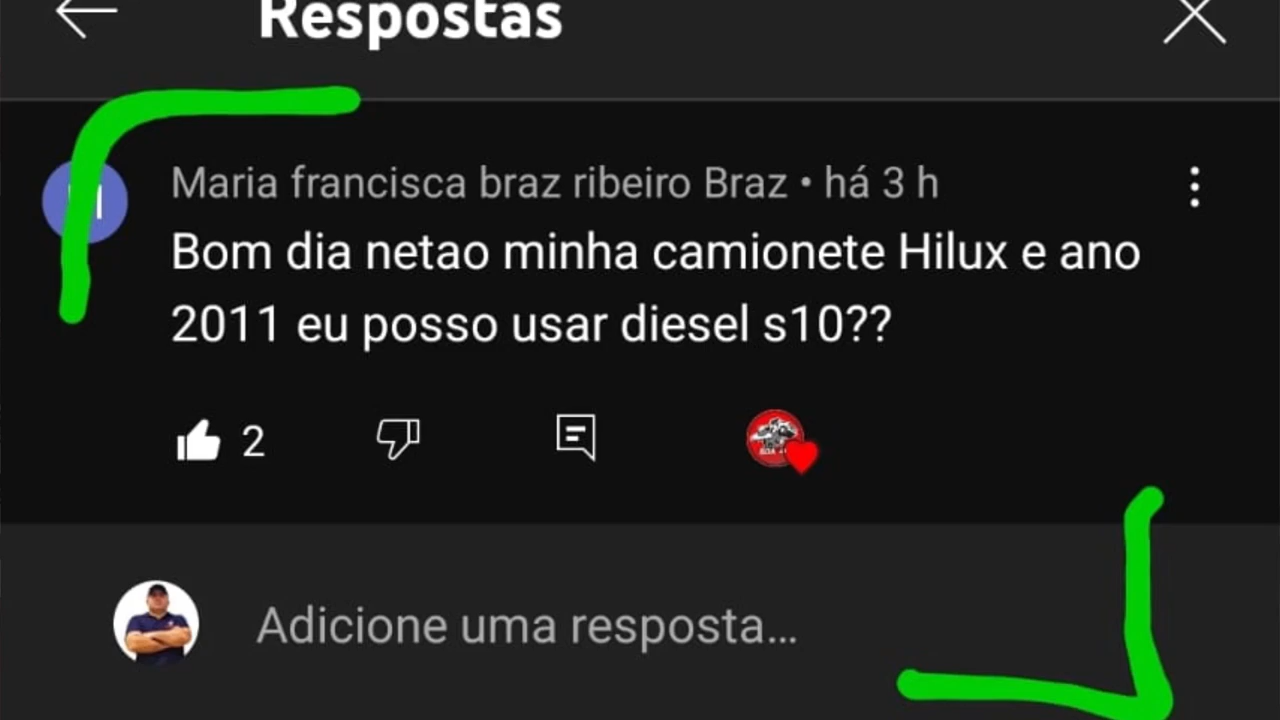 Respostas
Maria francisca braz ribeiro Braz • há 3 h
Bom dia netao minha camionete Hilux e ano
2011 eu posso usar diesel s10??
2
Adicione uma resposta...